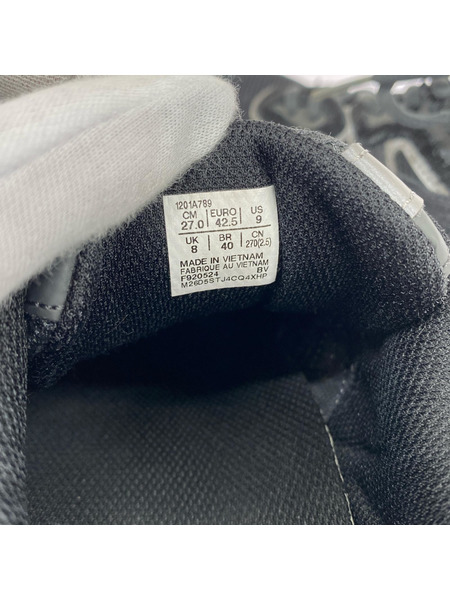 1201A789
CM EURO US
27.0 42.5 9
UK BR CN
8 40 270(2.5)
MADE IN VIETNAM
FABRIQUE AU VIETNAM
F920524 BV
M26D5STJ4CQ4XHP